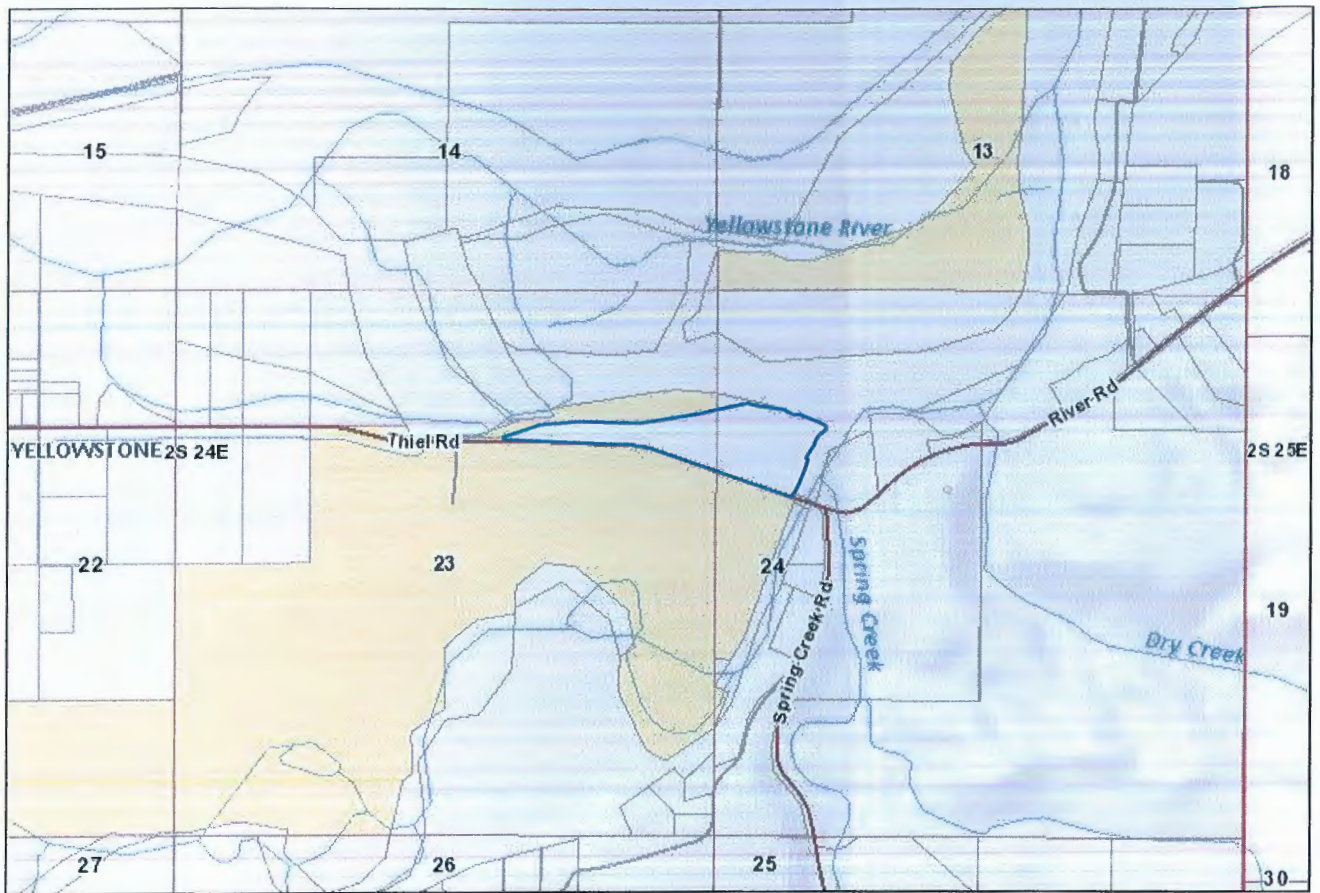 15
14
13
18
Yellowstone River
River Rd
Thiel Rd
YELLOWSTONE 2S 24E
2S 25E
22
23
24
Spring Creek
Spring Creek Rd
19
Dry Creek
27
26
25
30